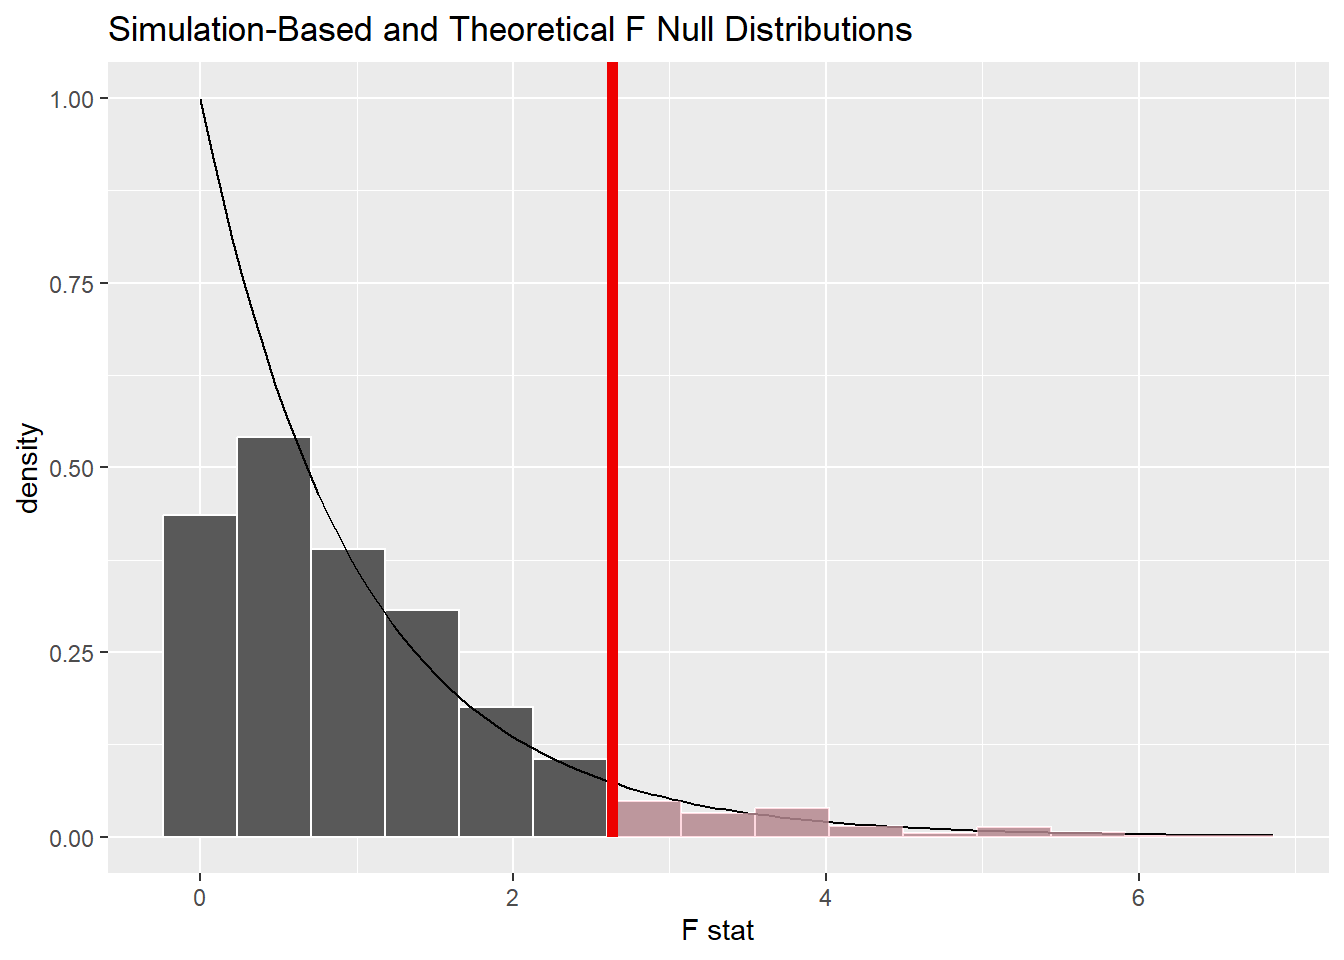 Simulation-Based and Theoretical F Null Distributions
1.00
0.75
0.50
0.25
0.00
density
0 2 4 6
F stat